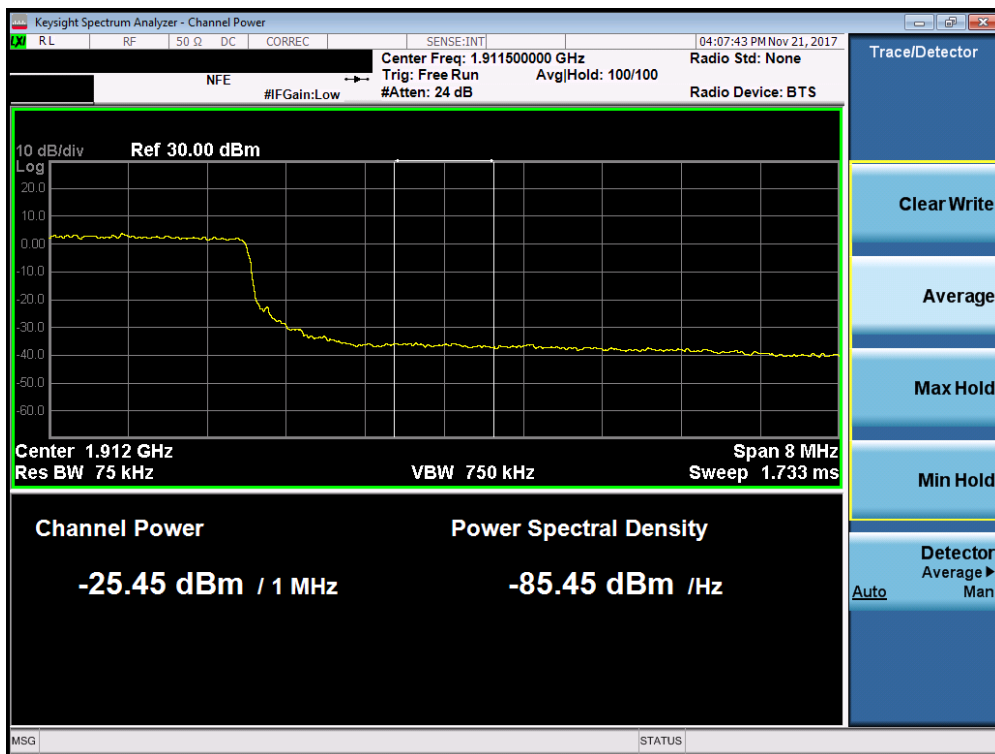 Keysight Spectrum Analyzer - Channel Power
LXI RL RF 50 Ω DC CORREC SENSE:INT 04:07:43 PM Nov 21, 2017
Center Freq: 1.911500000 GHz Radio Std: None
NFE Trig: Free Run Avg|Hold: 100/100
#IFGain:Low #Atten: 24 dB Radio Device: BTS
10 dB/div Ref 30.00 dBm
Log
20.0
10.0
0.00
-10.0
-20.0
-30.0
-40.0
-50.0
-60.0
Center 1.912 GHz Span 8 MHz
Res BW 75 kHz VBW 750 kHz Sweep 1.733 ms
Channel Power Power Spectral Density
-25.45 dBm / 1 MHz -85.45 dBm /Hz
MSG STATUS
Trace/Detector
Clear Write
Average
Max Hold
Min Hold
Detector
Average
Auto Man